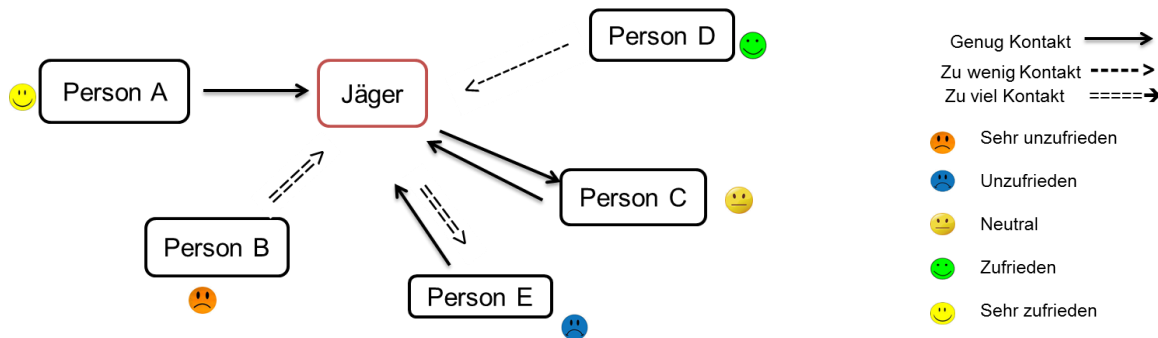 Person D
Person A
Jäger
Person C
Person B
Person E
Genug Kontakt
Zu wenig Kontakt
Zu viel Kontakt =====
Sehr unzufrieden
Unzufrieden
Neutral
Zufrieden
Sehr zufrieden